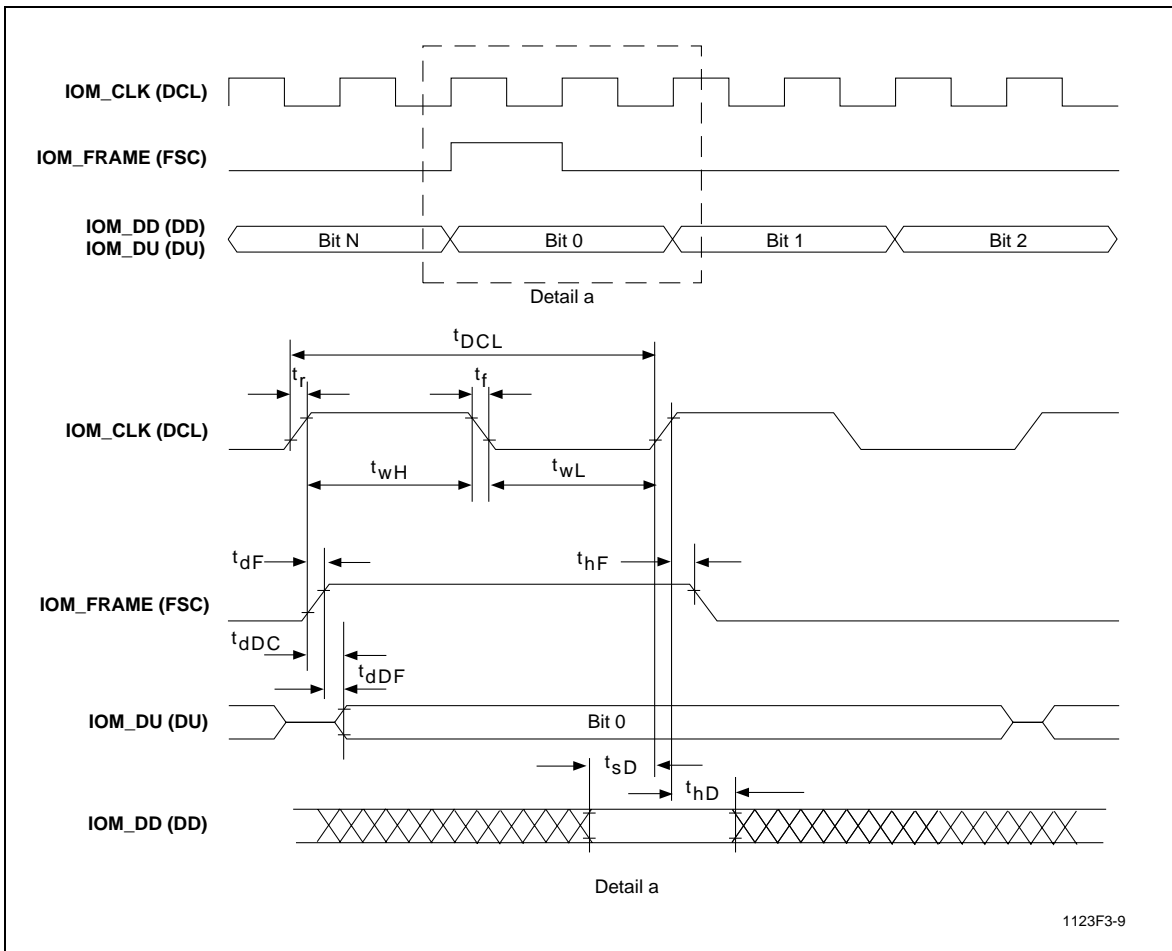 IOM_CLK (DCL)
IOM_FRAME (FSC)
IOM_DD (DD)
IOM_DU (DU)
Bit N
Bit 0
Bit 1
Bit 2
Detail a
tDCL
tr
tf
IOM_CLK (DCL)
twH
twL
tdF
thF
IOM_FRAME (FSC)
tdDC
tdDF
IOM_DU (DU)
Bit 0
tsD
thD
IOM_DD (DD)
Detail a
1123F3-9